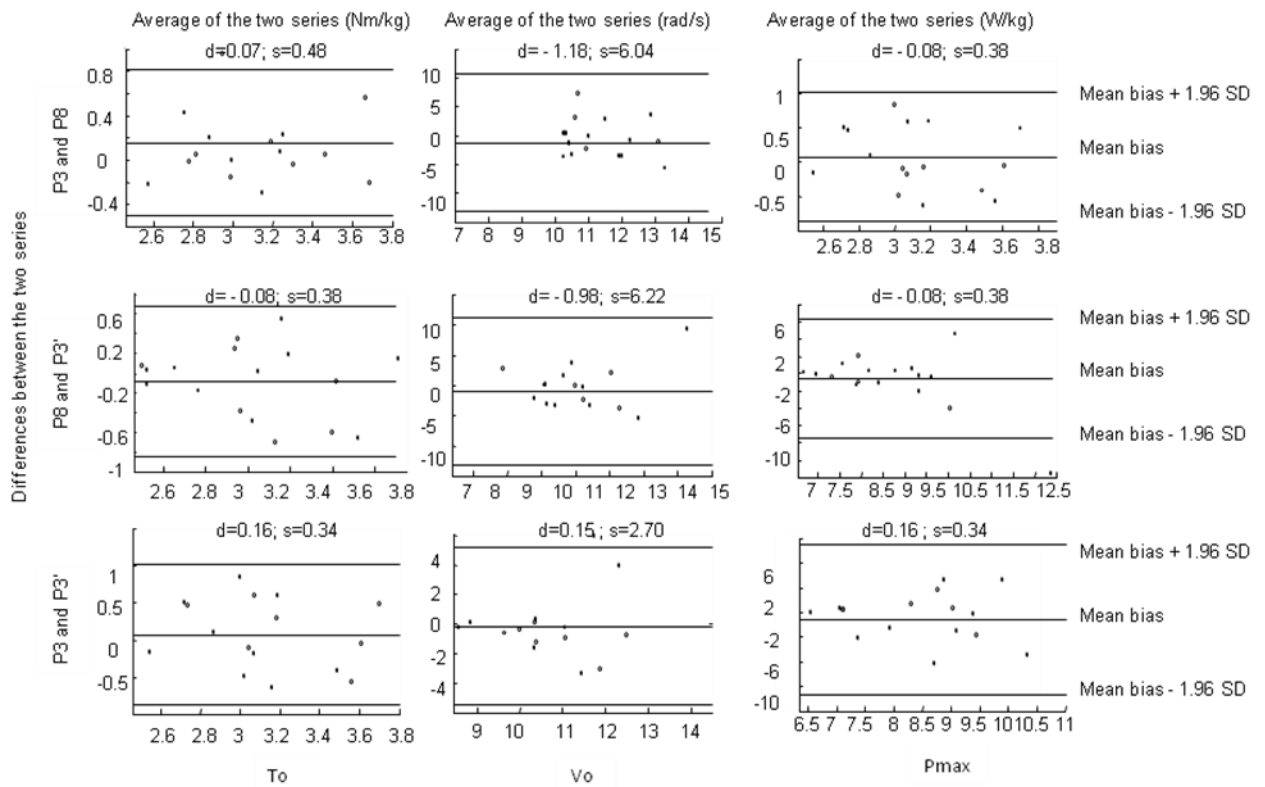 Average of the two series (Nm/kg) Average of the two series (rad/s) Average of the two series (W/kg)
d=0.07; s=0.48 d= - 1.18; s=6.04 d= - 0.08; s=0.38
0.8
0.4
0
-0.4
10
5
0
-5
-10
1
0.5
0
-0.5
Mean bias + 1.96 SD
Mean bias
Mean bias - 1.96 SD
P3 and P8
2.6 2.8 3 3.2 3.4 3.6 3.8
7 8 9 10 11 12 13 14 15
2.6 2.8 3 3.2 3.4 3.6 3.8
Differences between the two series
d= - 0.08; s=0.38 d= - 0.98; s=6.22 d= - 0.08; s=0.38
0.6
0.2
-0.2
-0.6
-1
10
5
0
-5
-10
6
2
-2
-6
-10
Mean bias + 1.96 SD
Mean bias
Mean bias - 1.96 SD
P8 and P3'
2.6 2.8 3 3.2 3.4 3.6 3.8
7 8 9 10 11 12 13 14 15
7 7.5 8.5 9.5 10.5 11.5 12.5
d=0.16; s=0.34 d=0.15; s=2.70 d=0.16 ; s=0.34
1
0.5
0
-0.5
4
2
0
-2
-4
6
2
-2
-6
-10
Mean bias + 1.96 SD
Mean bias
Mean bias - 1.96 SD
P3 and P3'
2.6 2.8 3 3.2 3.4 3.6 3.8
9 10 11 12 13 14
6.5 7 7.5 8 8.5 9 9.5 10 10.5 11
To Vo Pmax